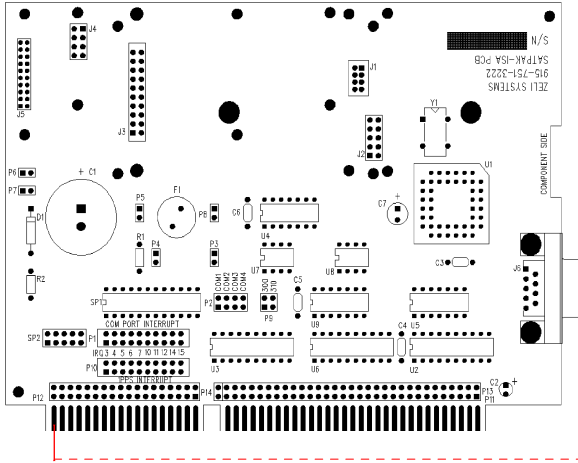 J4
S/N
SATPAK-ISA PCB
915-751-3222
ZELI SYSTEMS
J1
J5
J3
Y1
J2
COMPONENT SIDE
U1
P6
+ C1
P7
P5
F1
P8
C6
+
C7
D1
U4
R1
P4
P3
C3
J6
R2
U7
U8
COM1
COM2
COM3
COM4
300
310
C5
SP1
P2
P9
U9
U5
COM PORT INTERRUPT
SP2
P1
C4
IRQ 3 4 5 6 7 10 11 12 14 15
P10
U3
U6
U2
1PPS INTERRUPT
C2 +
P12
P14
P13
P11